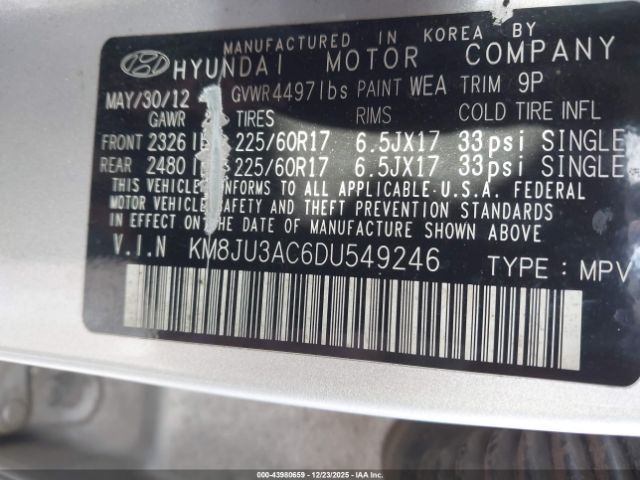 MANUFACTURED IN KOREA BY
HYUNDAI MOTOR COMPANY
MAY/30/12 GVWR 4497lbs PAINT WEA TRIM 9P
GAWR TIRES RIMS COLD TIRE INFL
FRONT 2326 225/60R17 6.5JX17 33psi SINGLE
REAR 2480 225/60R17 6.5JX17 33psi SINGLE
THIS VEHICLE CONFORMS TO ALL APPLICABLE U.S.A. FEDERAL
MOTOR VEHICLE SAFETY AND THEFT PREVENTION STANDARDS
IN EFFECT ON THE DATE OF MANUFACTURE SHOWN ABOVE.
V.I.N KM8JU3AC6DU549246 TYPE : MPV
00-43980659 - 12/23/2025 - IAA, INC.